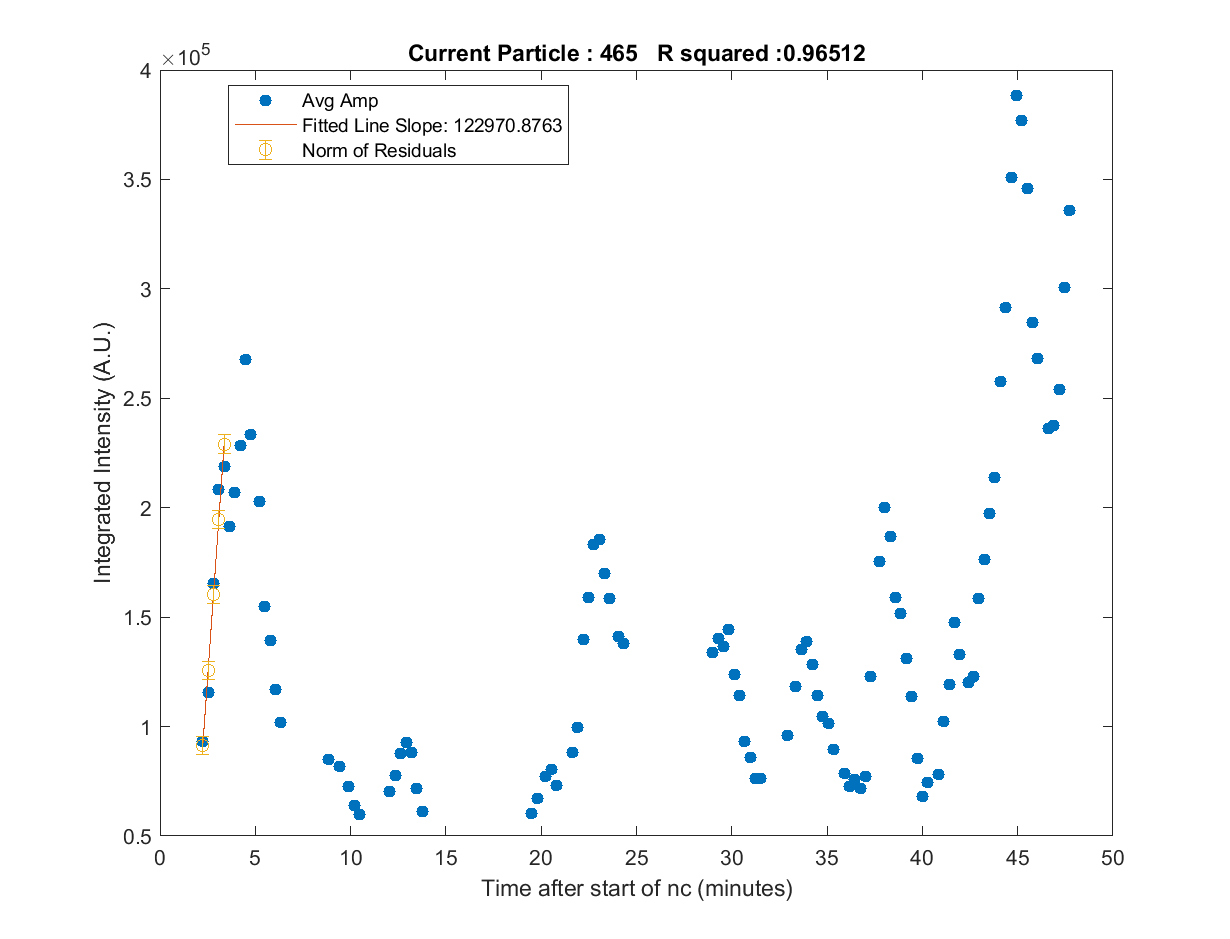 Current Particle : 465   R squared :0.96512
×10^5
Avg Amp
Fitted Line Slope: 122970.8763
Norm of Residuals
4
3.5
3
2.5
2
1.5
1
0.5
Integrated Intensity (A.U.)
0 5 10 15 20 25 30 35 40 45 50
Time after start of nc (minutes)